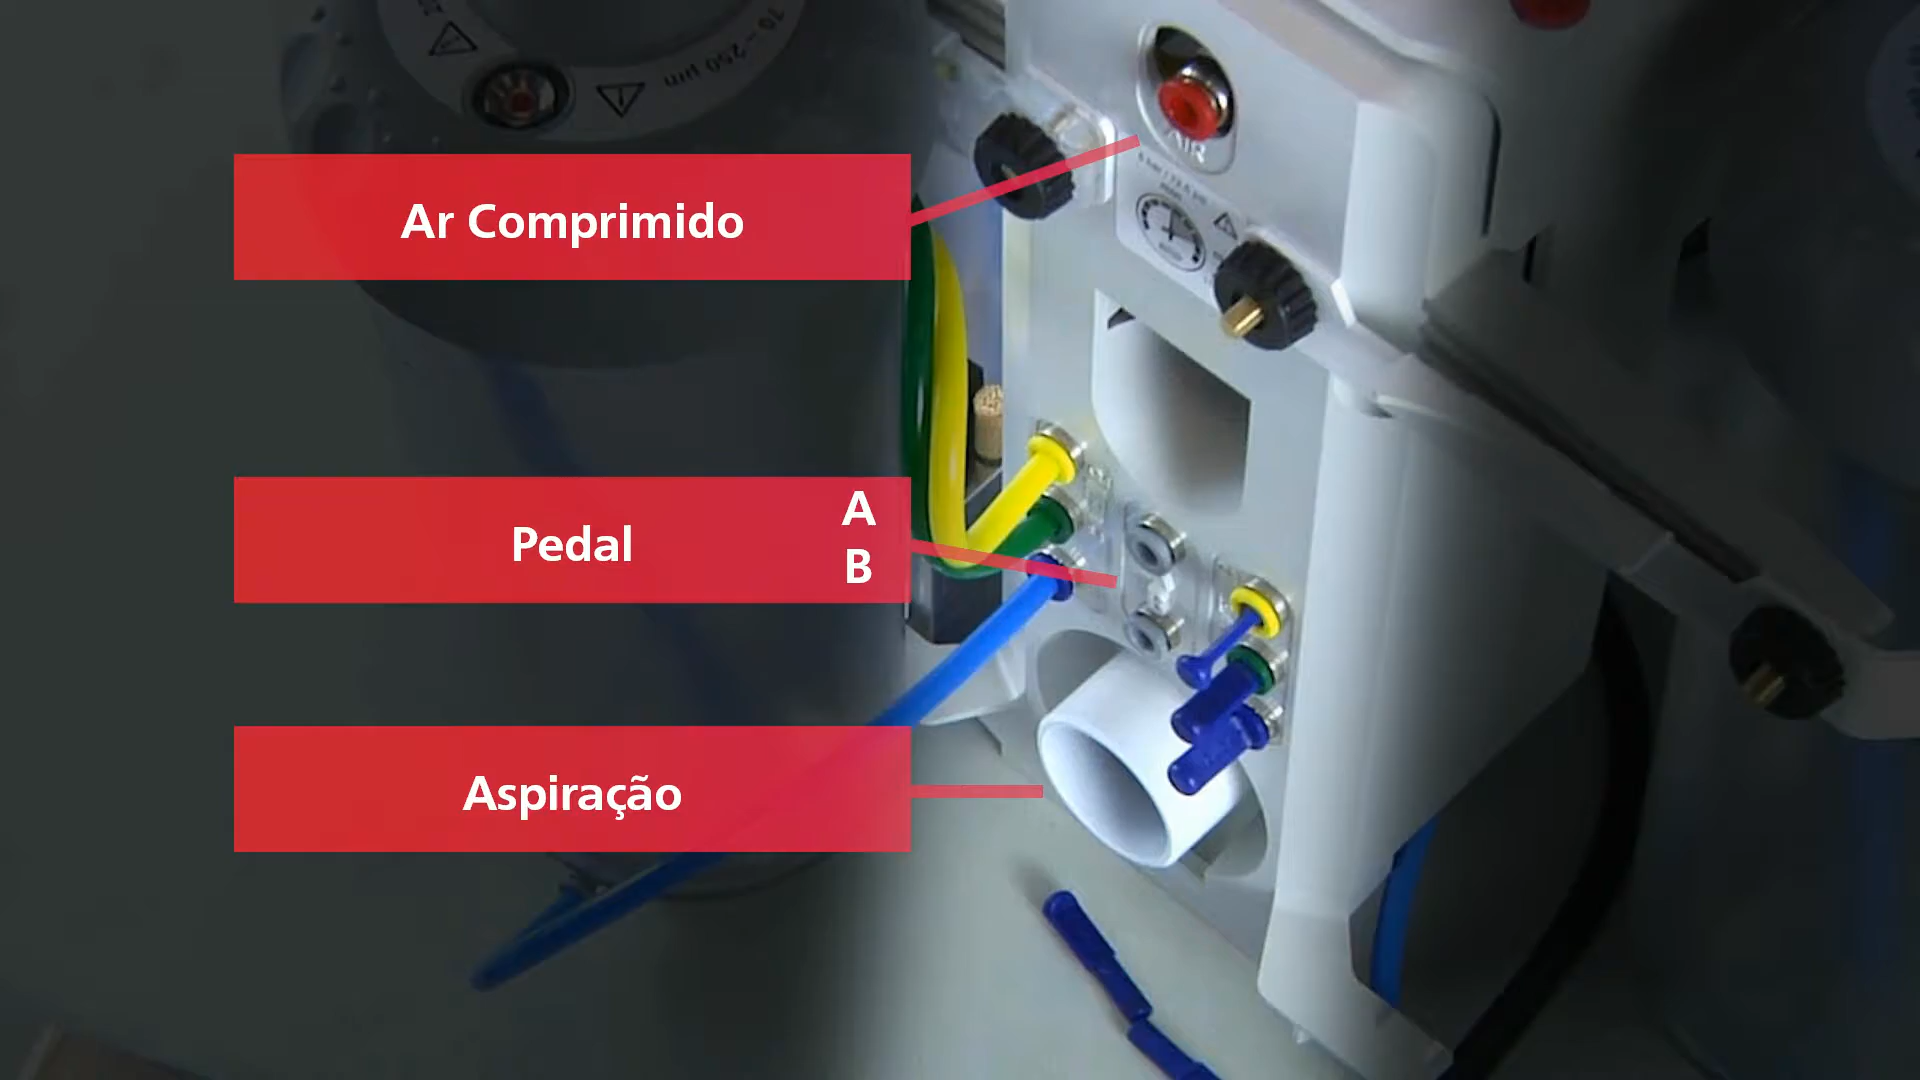 70 – 250 µm
AIR
Ar Comprimido
Pedal
A
B
Aspiração